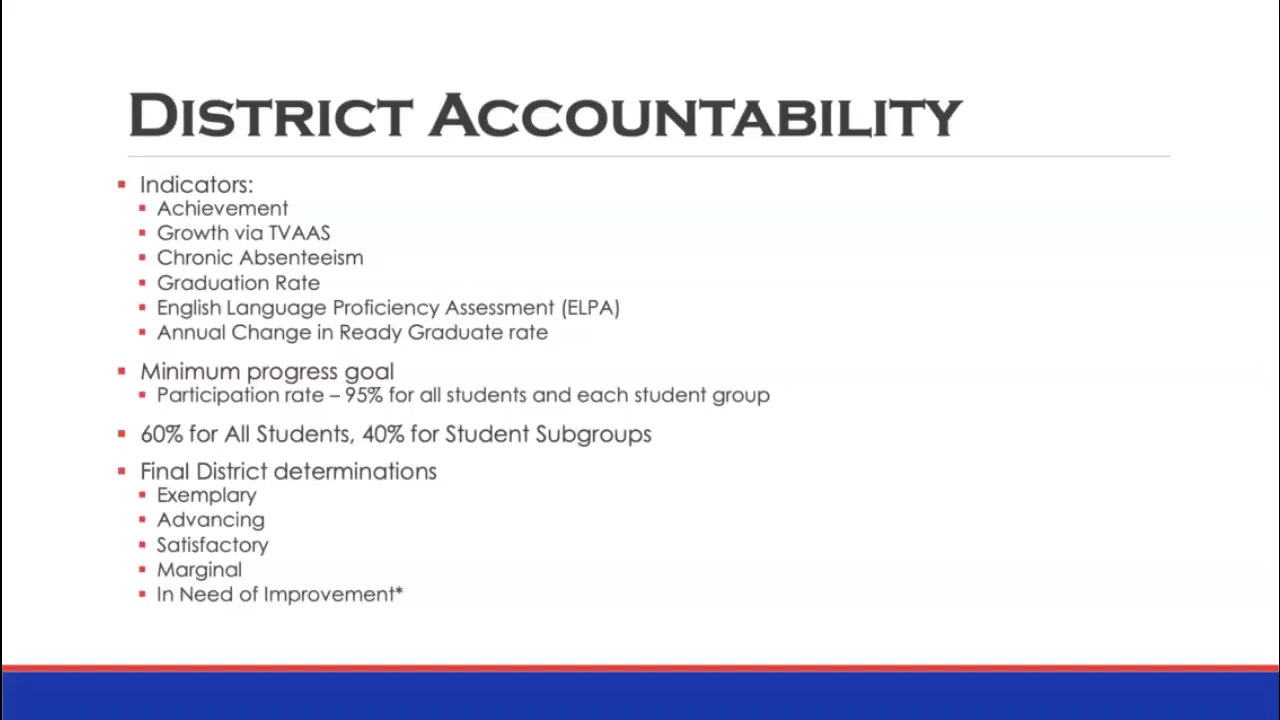 District Accountability
▪ Indicators:
▪ Achievement
▪ Growth via TVAAS
▪ Chronic Absenteeism
▪ Graduation Rate
▪ English Language Proficiency Assessment (ELPA)
▪ Annual Change in Ready Graduate rate
▪ Minimum progress goal
▪ Participation rate – 95% for all students and each student group
▪ 60% for All Students, 40% for Student Subgroups
▪ Final District determinations
▪ Exemplary
▪ Advancing
▪ Satisfactory
▪ Marginal
▪ In Need of Improvement*